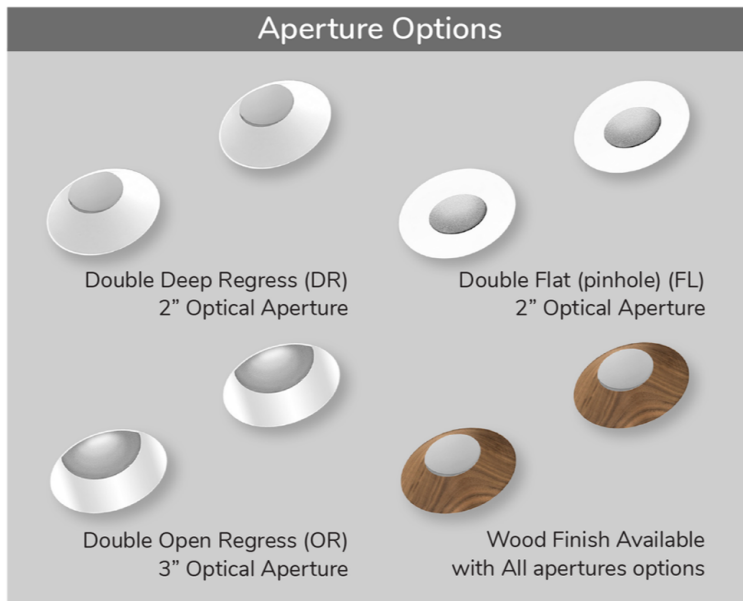 Aperture Options
Double Deep Regress (DR)
2” Optical Aperture
Double Flat (pinhole) (FL)
2” Optical Aperture
Double Open Regress (OR)
3” Optical Aperture
Wood Finish Available
with All apertures options